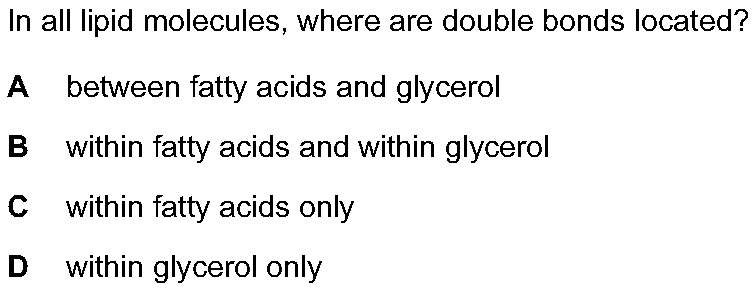 In all lipid molecules, where are double bonds located?
A between fatty acids and glycerol
B within fatty acids and within glycerol
C within fatty acids only
D within glycerol only